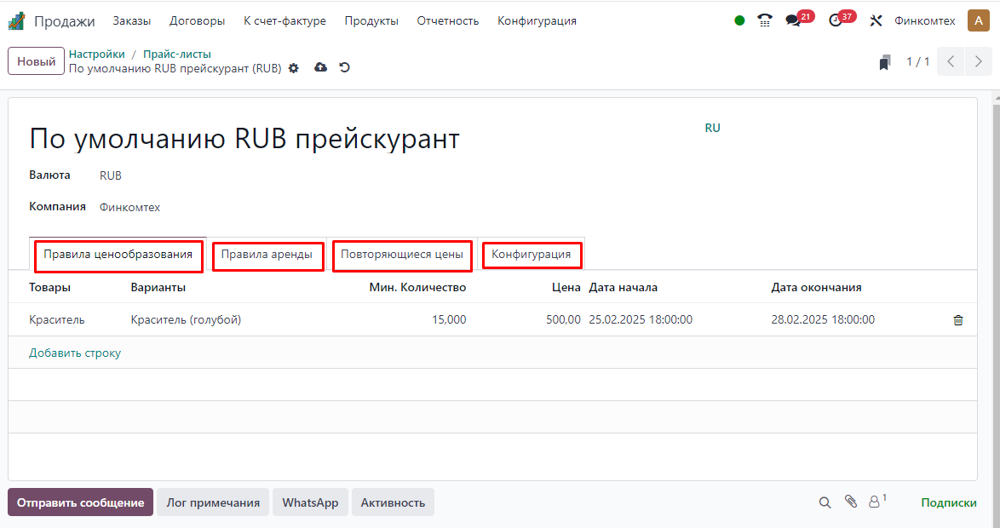 Продажи Заказы Договоры К счет-фактуре Продукты Отчетность Конфигурация 21 37 Финкомтех A
Новый Настройки / Прайс-листы
По умолчанию RUB прейскурант (RUB) 1 / 1
По умолчанию RUB прейскурант RU
Валюта RUB
Компания Финкомтех
Правила ценообразования Правила аренды Повторяющиеся цены Конфигурация
Товары Варианты Мин. Количество Цена Дата начала Дата окончания
Краситель Краситель (голубой) 15,000 500,00 25.02.2025 18:00:00 28.02.2025 18:00:00
Добавить строку
Отправить сообщение Лог примечания WhatsApp Активность 1 Подписки